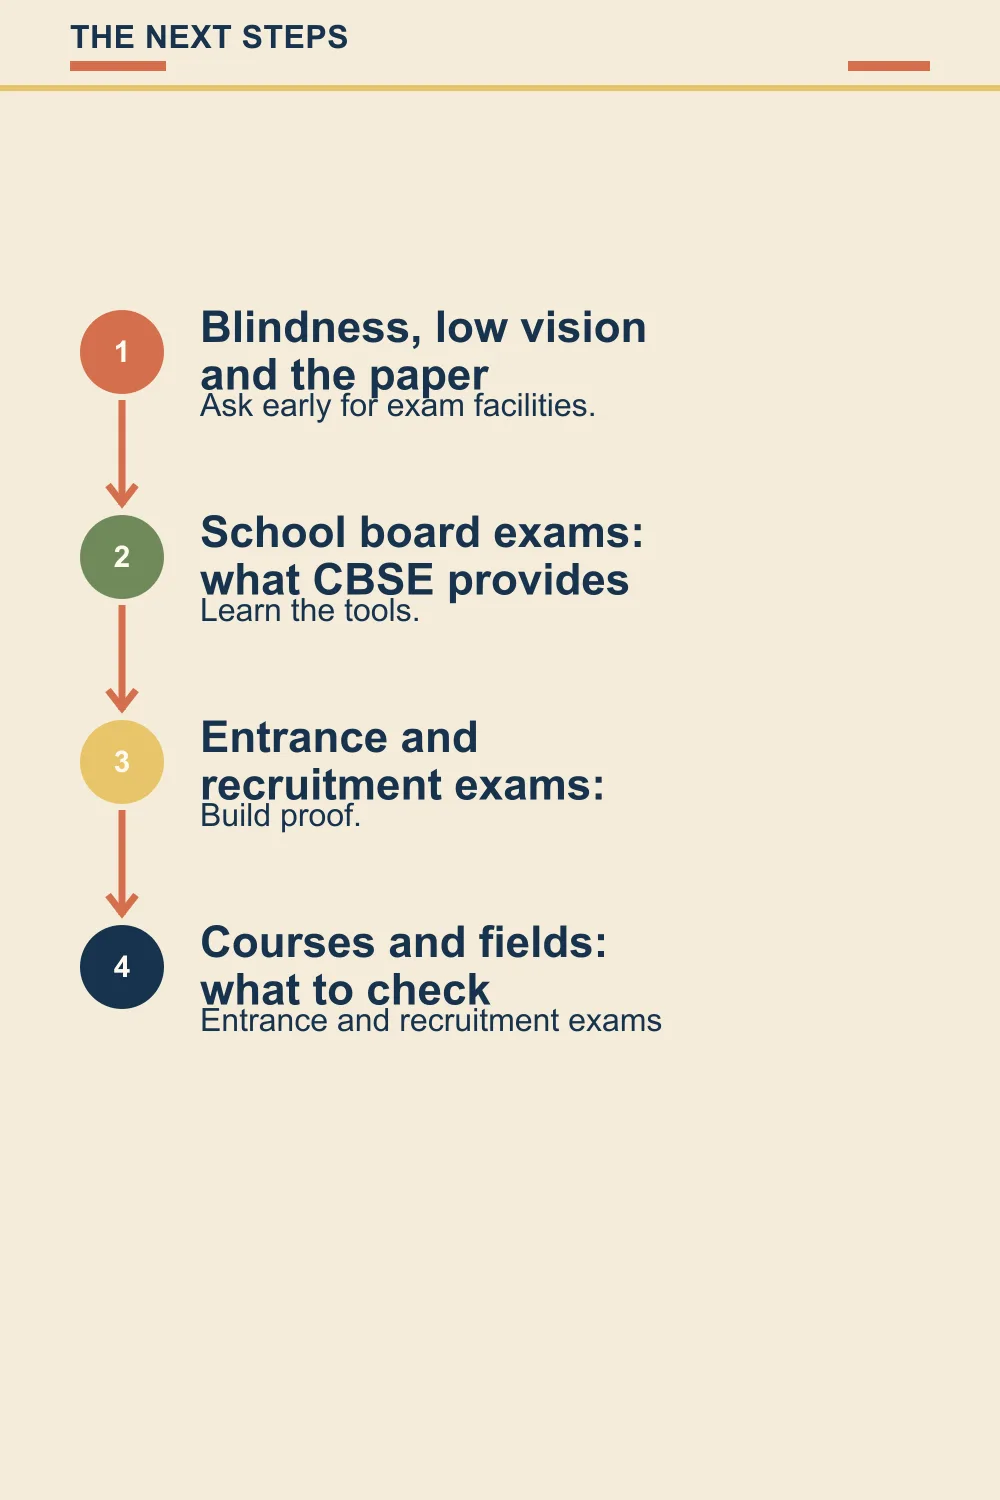 THE NEXT STEPS
1
Blindness, low vision
and the paper
Ask early for exam facilities.
2
School board exams:
what CBSE provides
Learn the tools.
3
Entrance and
recruitment exams:
Build proof.
4
Courses and fields:
what to check
Entrance and recruitment exams